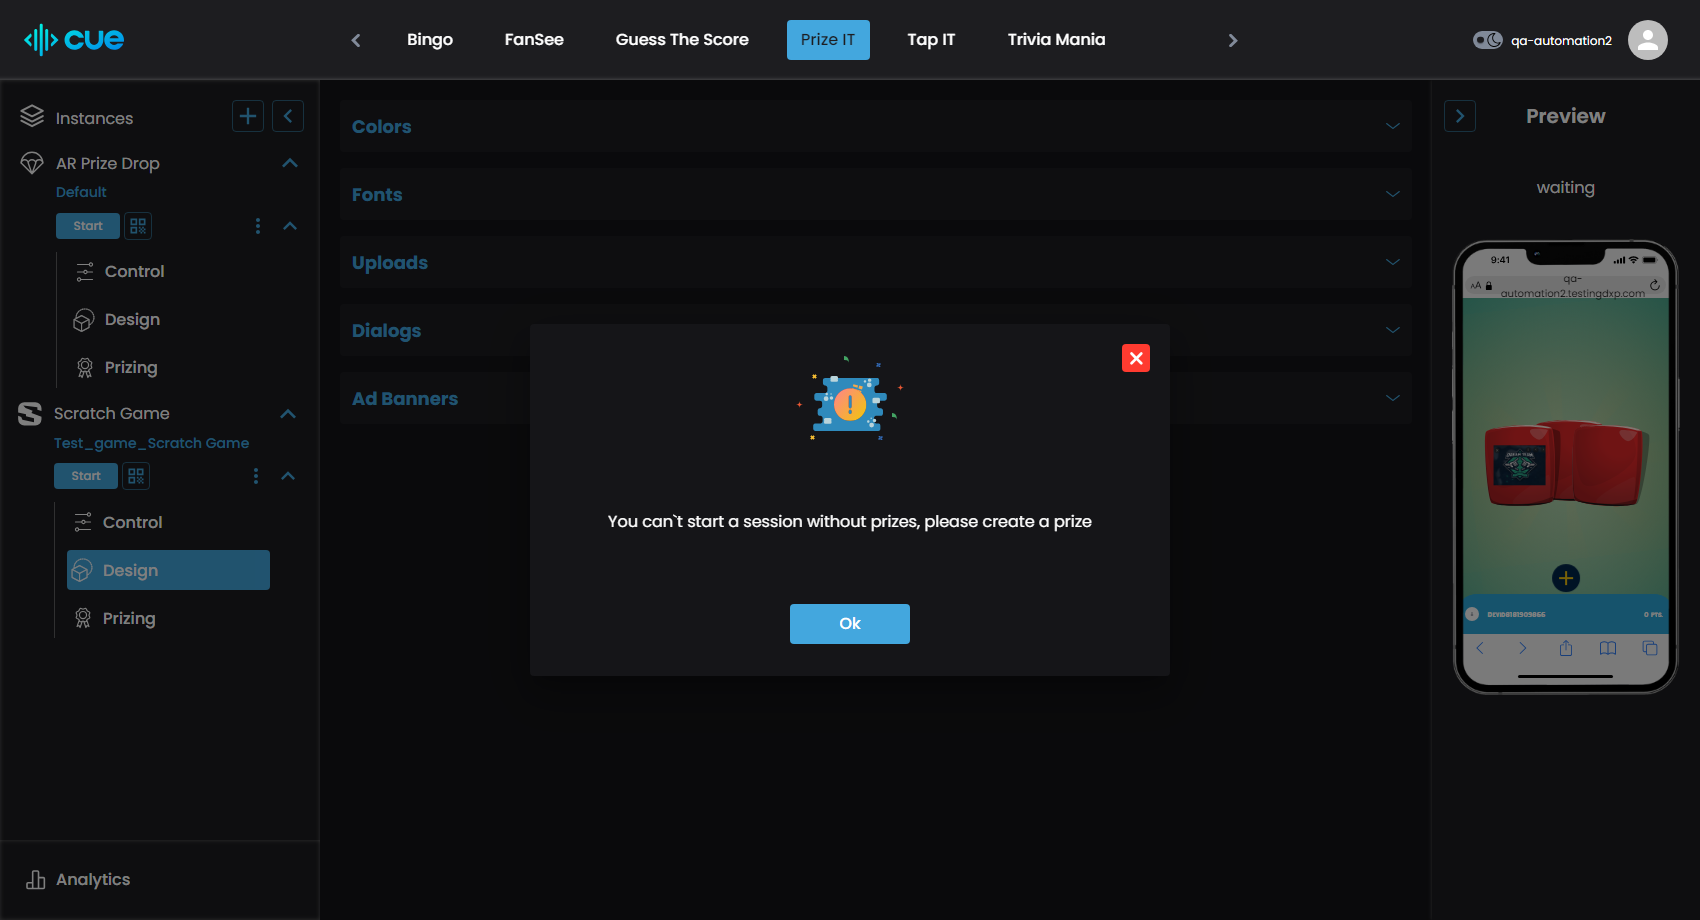 cue
Bingo
FanSee
Guess The Score
Prize IT
Tap IT
Trivia Mania
qa-automation2
Instances
AR Prize Drop
Default
Start
Control
Design
Prizing
Scratch Game
Test_game_Scratch Game
Start
Control
Design
Prizing
Analytics
Colors
Fonts
Uploads
Dialogs
Ad Banners
You can`t start a session without prizes, please create a prize
Ok
Preview
waiting
9:41
AA
qa-
automation2.testingdxp.com
0 PTS.